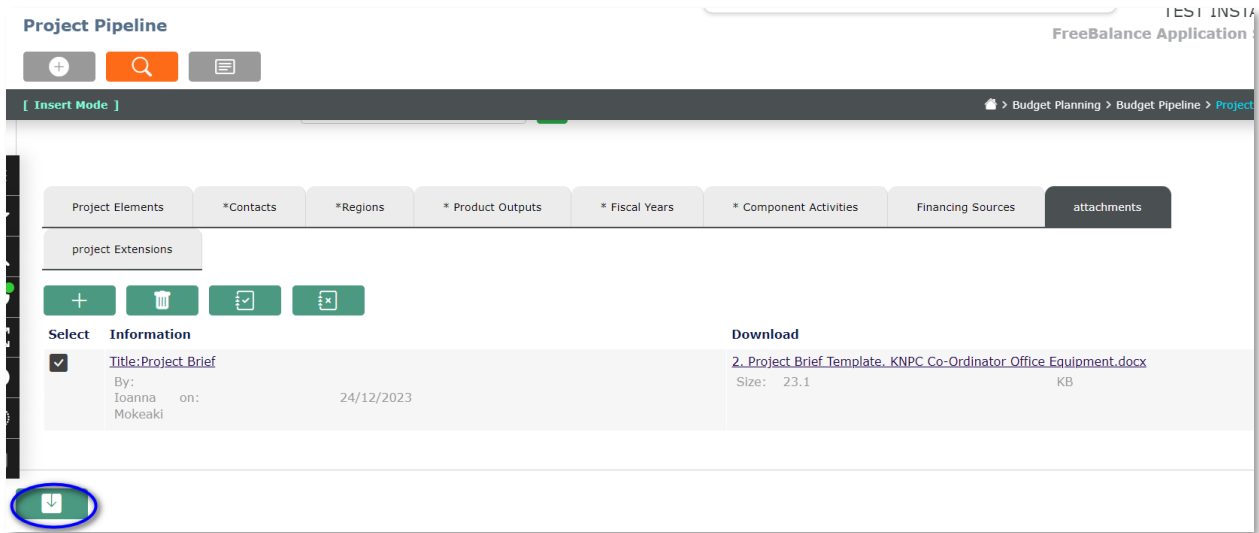 Project Pipeline
FreeBalance Application
[ Insert Mode ]
> Budget Planning > Budget Pipeline > Project
Project Elements
*Contacts
*Regions
* Product Outputs
* Fiscal Years
* Component Activities
Financing Sources
attachments
project Extensions
Select Information Download
Title:Project Brief
2. Project Brief Template. KNPC Co-Ordinator Office Equipment.docx
By:
Ioanna on: 24/12/2023
Mokeaki
Size: 23.1 KB